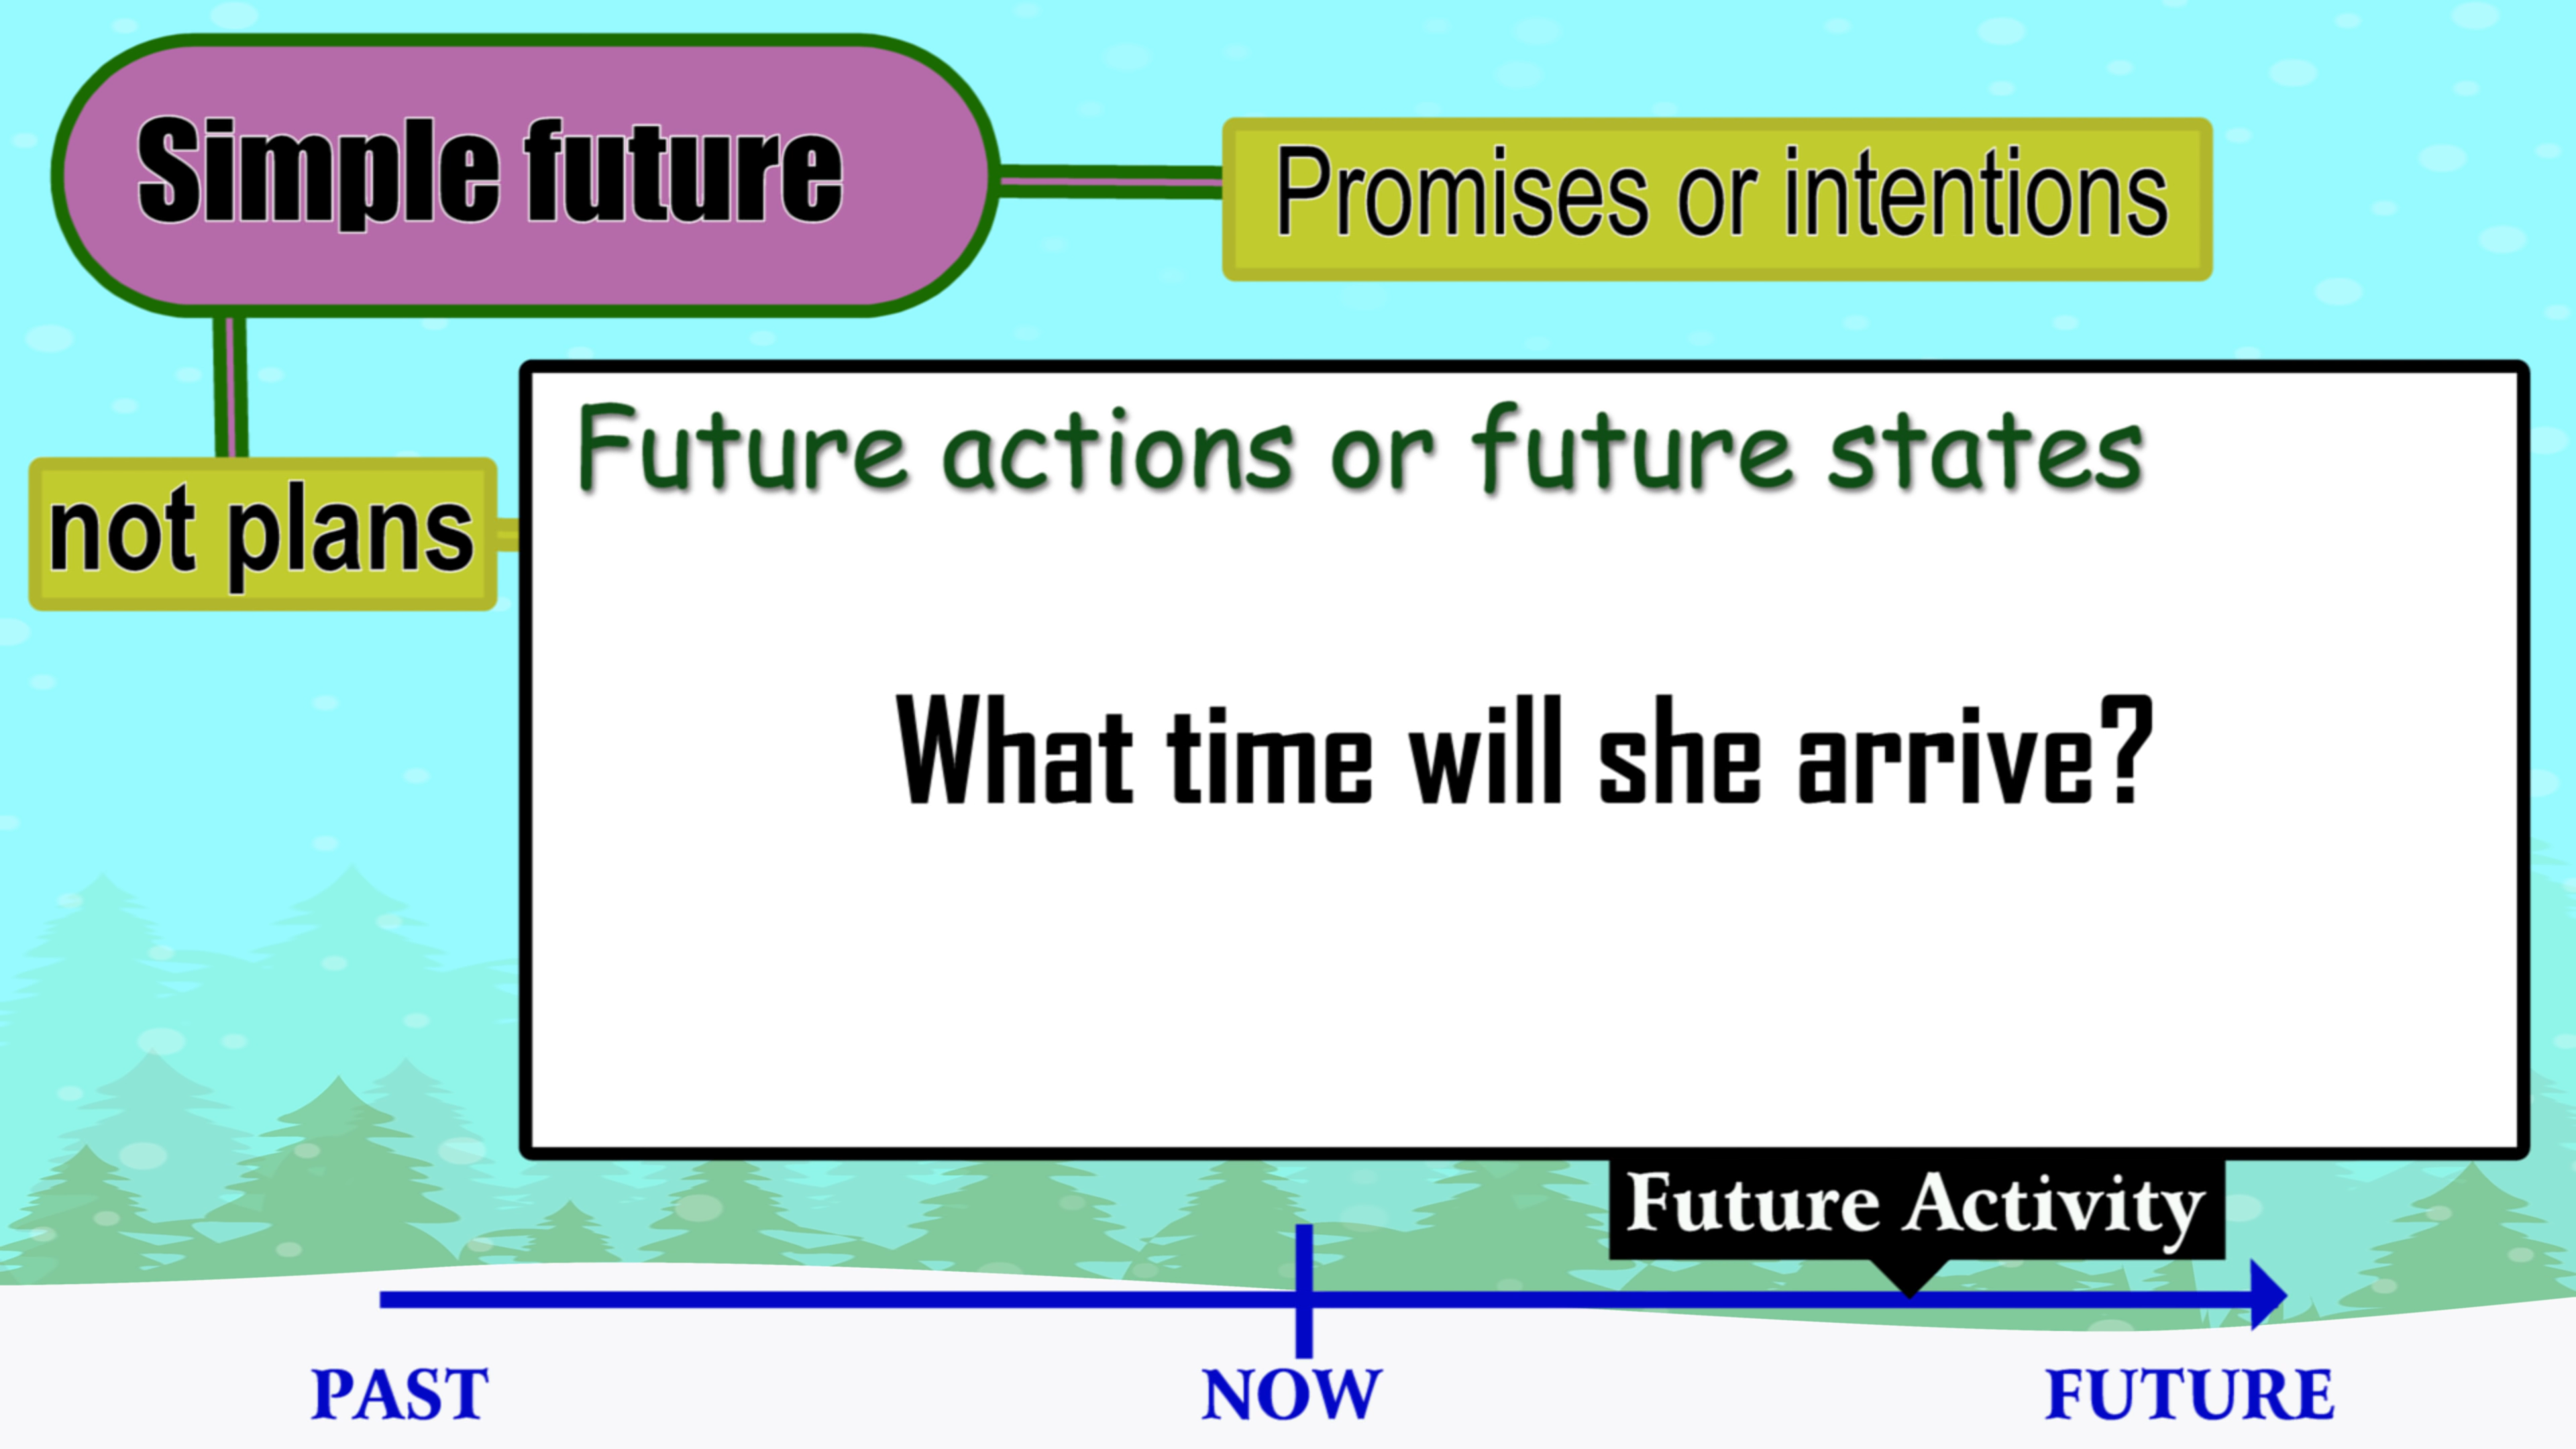 Simple future
Promises or intentions
not plans
Future actions or future states
What time will she arrive?
Future Activity
PAST
NOW
FUTURE